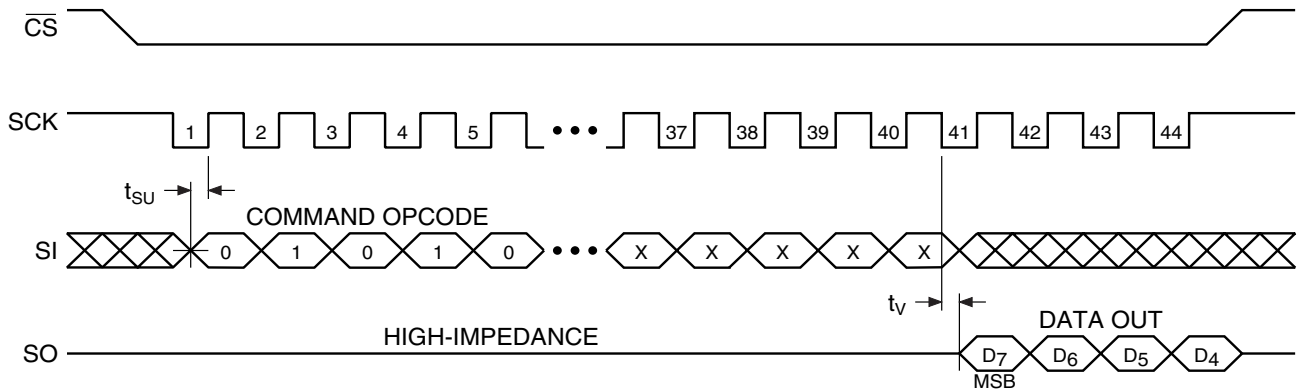 CS
SCK 1 2 3 4 5 ••• 37 38 39 40 41 42 43 44
tSU
COMMAND OPCODE
SI 0 1 0 1 0 ••• X X X X X
tV
HIGH-IMPEDANCE
DATA OUT
SO D7 D6 D5 D4
MSB